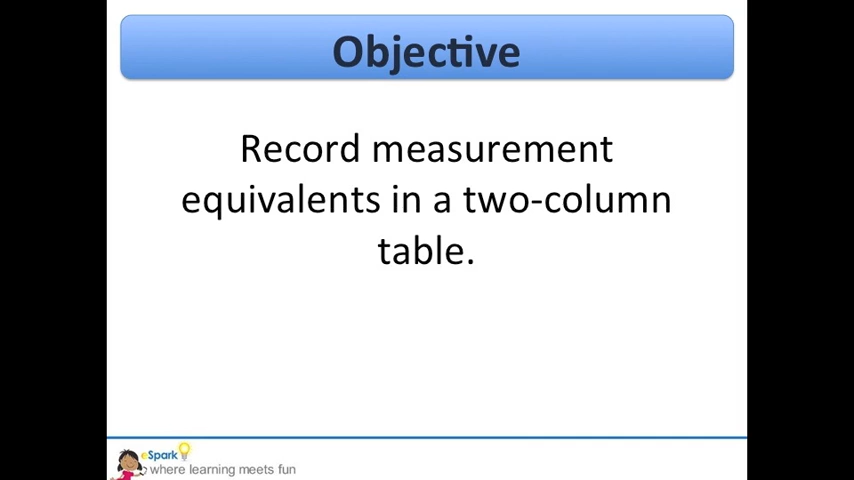 Objective
Record measurement
equivalents in a two-column
table.
eSpark
where learning meets fun